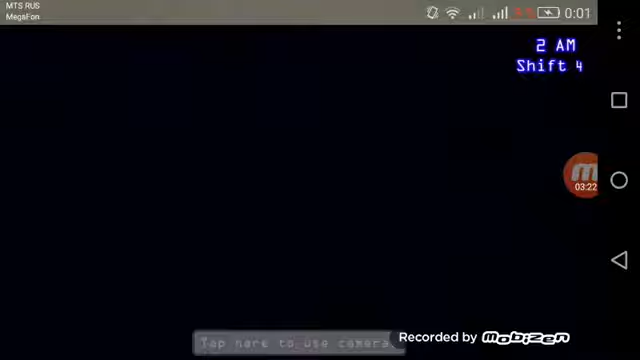 MTS RUS
MegaFon
0:01
2 AM
Shift 4
03:22
Tap here to use camera
Recorded by Mobizen